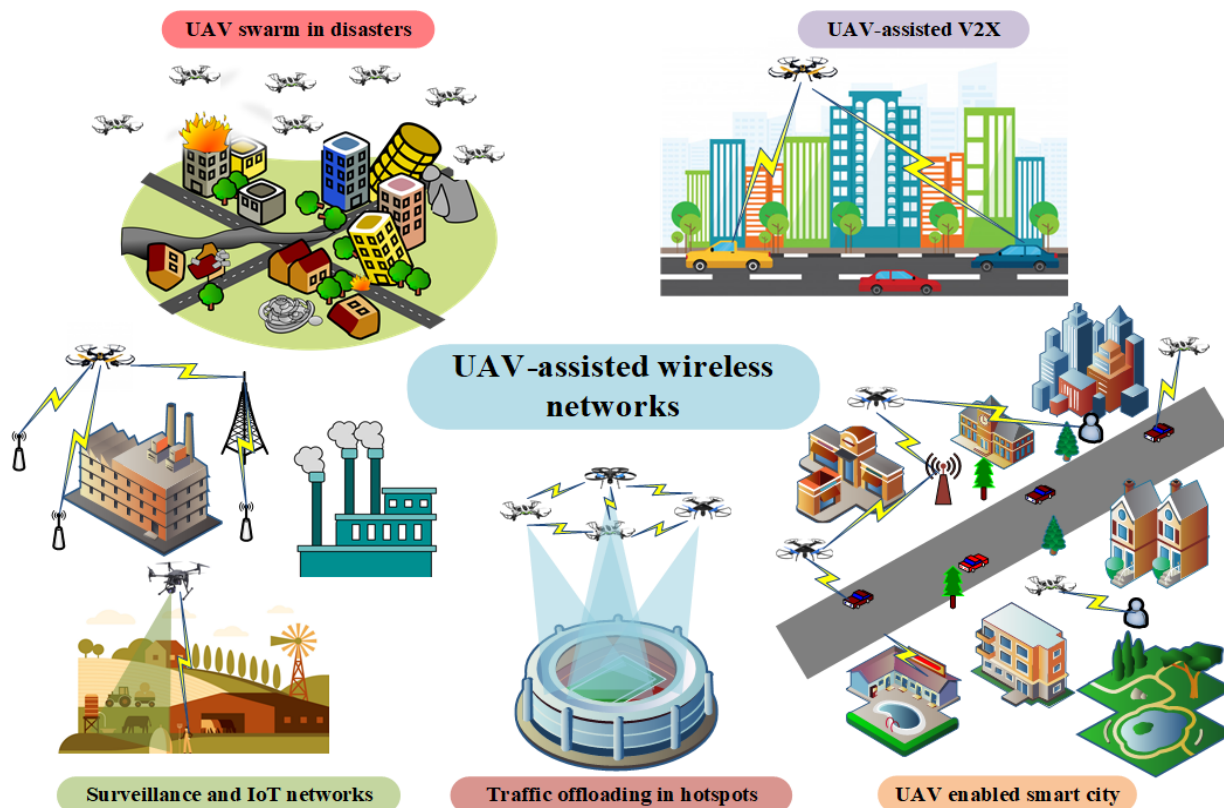 UAV swarm in disasters
UAV-assisted V2X
UAV-assisted wireless
networks
Surveillance and IoT networks
Traffic offloading in hotspots
UAV enabled smart city